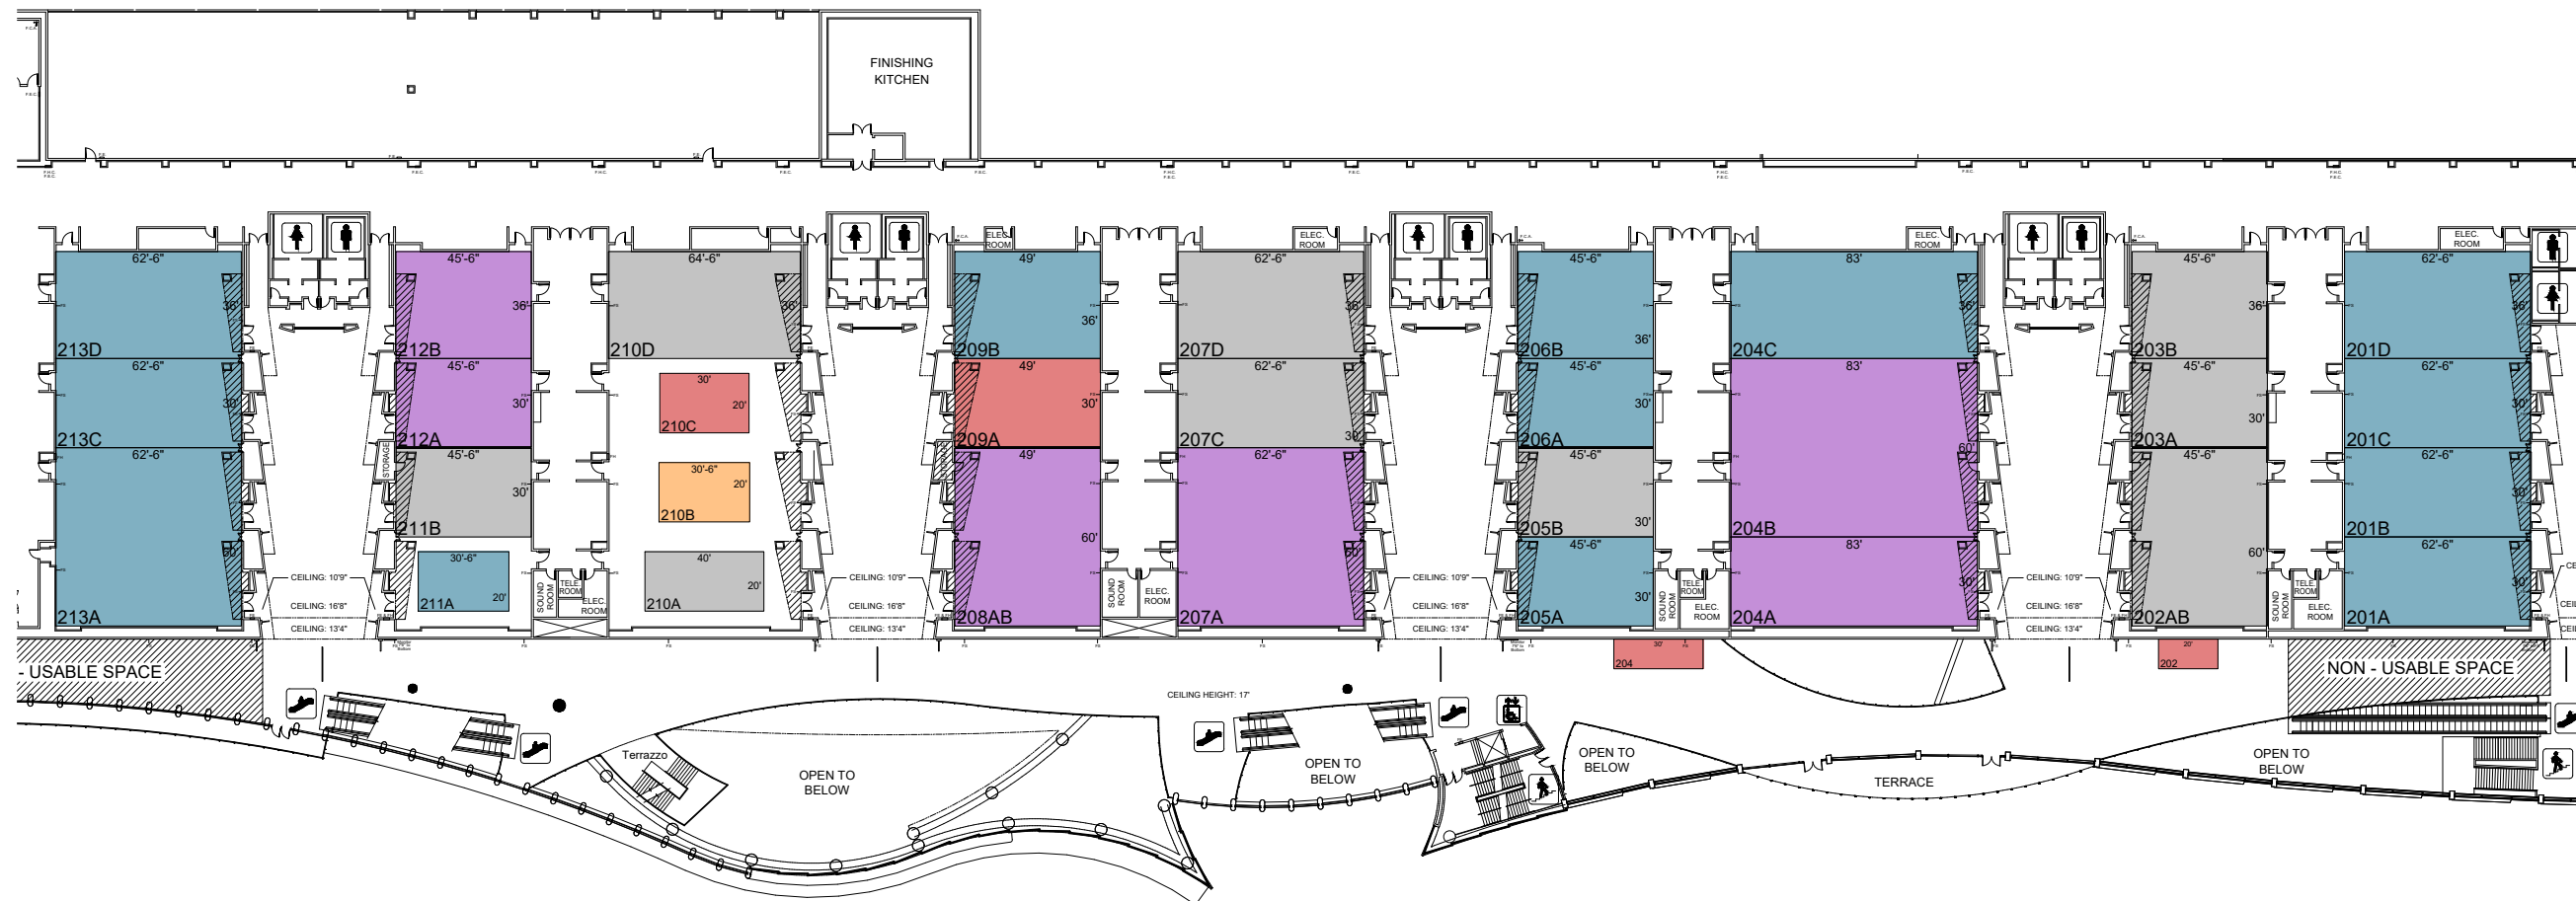 FINISHING
KITCHEN
ELEC.
ROOM
ELEC.
ROOM
ELEC.
ROOM
ELEC.
ROOM
62'-6"
36'
213D
45'-6"
36'
212B
64'-6"
36'
210D
49'
36'
209B
62'-6"
36'
207D
45'-6"
36'
206B
83'
36'
204C
45'-6"
36'
203B
62'-6"
36'
201D
62'-6"
30'
213C
45'-6"
30'
212A
30'
20'
210C
49'
30'
209A
62'-6"
30'
207C
45'-6"
30'
206A
83'
60'
204B
45'-6"
30'
203A
62'-6"
30'
201C
STORAGE
STORAGE
62'-6"
60'
213A
45'-6"
30'
211B
30'-6"
20'
210B
49'
60'
208AB
62'-6"
60'
207A
45'-6"
30'
205B
45'-6"
60'
202AB
62'-6"
30'
201B
30'-6"
20'
211A
40'
20'
210A
45'-6"
30'
205A
83'
30'
204A
62'-6"
30'
201A
SOUND
ROOM
TELE.
ROOM
ELEC.
ROOM
SOUND
ROOM
ELEC.
ROOM
SOUND
ROOM
TELE.
ROOM
ELEC.
ROOM
SOUND
ROOM
TELE.
ROOM
ELEC.
ROOM
CEILING: 10'9"
CEILING: 16'8"
CEILING: 13'4"
CEILING: 10'9"
CEILING: 16'8"
CEILING: 13'4"
CEILING: 10'9"
CEILING: 16'8"
CEILING: 13'4"
CEILING: 10'9"
CEILING: 16'8"
CEILING: 13'4"
30'
204
20'
202
- USABLE SPACE
NON - USABLE SPACE
CEILING HEIGHT: 17'
Terrazzo
OPEN TO
BELOW
OPEN TO
BELOW
OPEN TO
BELOW
TERRACE
OPEN TO
BELOW